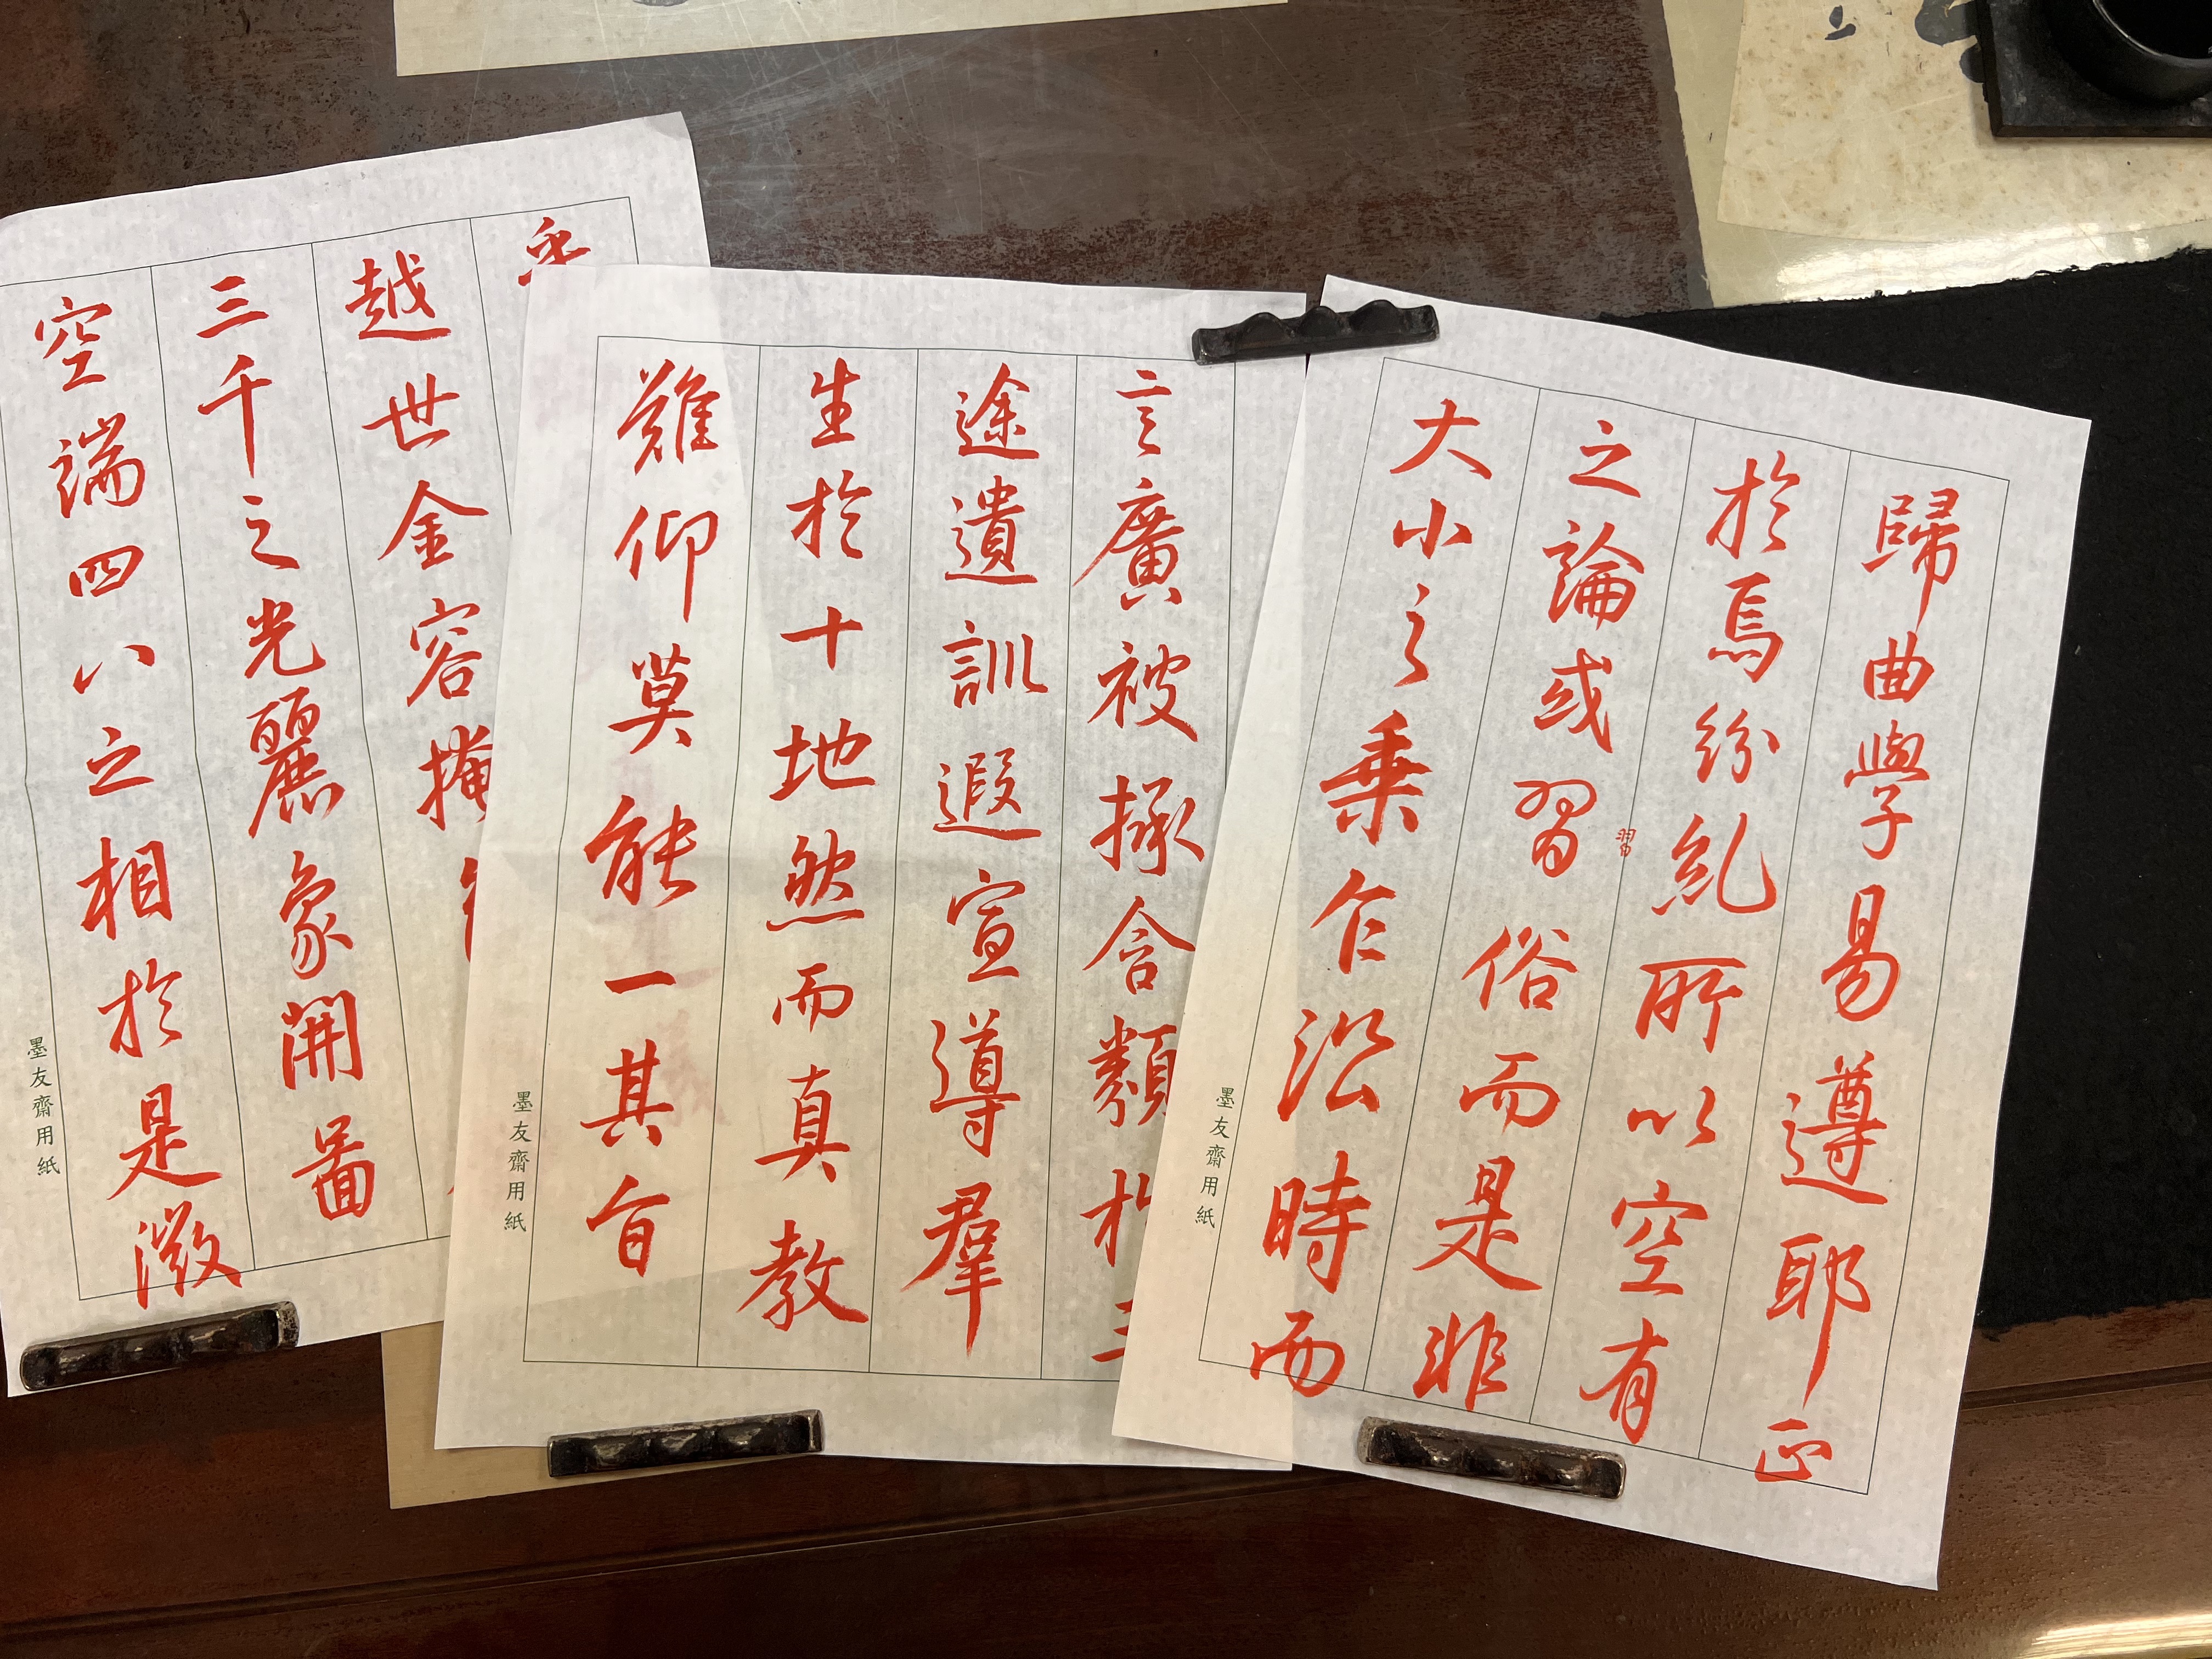 越世金容掩
三千之光麗象開圖
空端四八之相於是微
墨友齋用紙
言廣被拯含類於三
途遺訓遐宣導羣
生於十地然而真教
難仰莫能一其旨
墨友齋用紙
歸曲學易遵耶正
於焉紛糺所以空有
習
之論或習俗而是非
大小之乘乍沿時而
墨友齋用紙